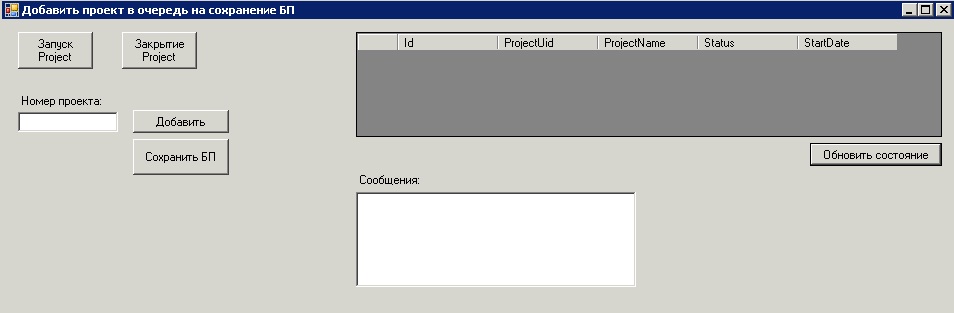 Добавить проект в очередь на сохранение БП
Запуск
Project
Закрытие
Project
Номер проекта:
Добавить
Сохранить БП
Id ProjectUid ProjectName Status StartDate
Обновить состояние
Сообщения: